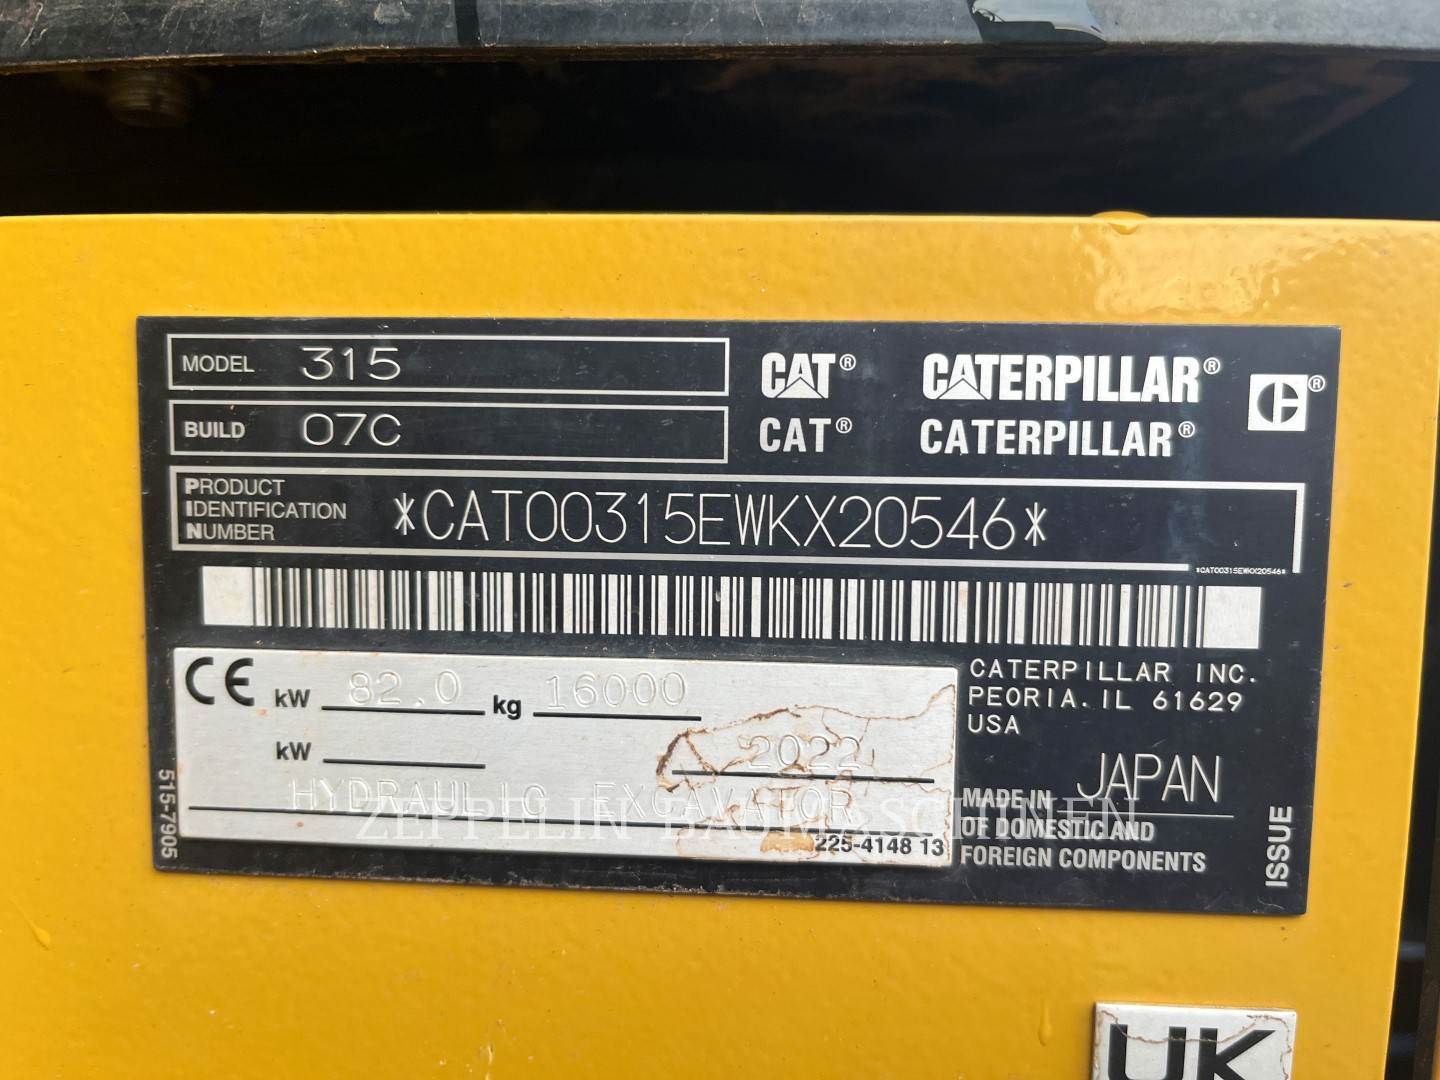 MODEL 315
BUILD 07C
CAT® CATERPILLAR® ®
CAT® CATERPILLAR®
PRODUCT
IDENTIFICATION
NUMBER
*CAT00315EWKX20546*
*CAT00315EWKX20546*
CE kW 82.0 kg 16000
kW 2022
HYDRAULIC EXCAVATOR
225-4148 13
515-7905
CATERPILLAR INC.
PEORIA. IL 61629
USA
MADE IN JAPAN
OF DOMESTIC AND
FOREIGN COMPONENTS
ISSUE
ZEPPELIN BAUMASCHINEN
UK